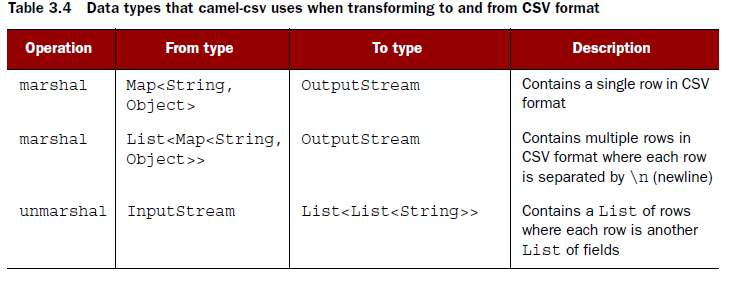 Table 3.4 Data types that camel-csv uses when transforming to and from CSV format
Operation From type To type Description
marshal Map<String, OutputStream Contains a single row in CSV
Object> format
marshal List<Map<String, OutputStream Contains multiple rows in
Object>> CSV format where each row
is separated by \n (newline)
unmarshal InputStream List<List<String>> Contains a List of rows
where each row is another
List of fields